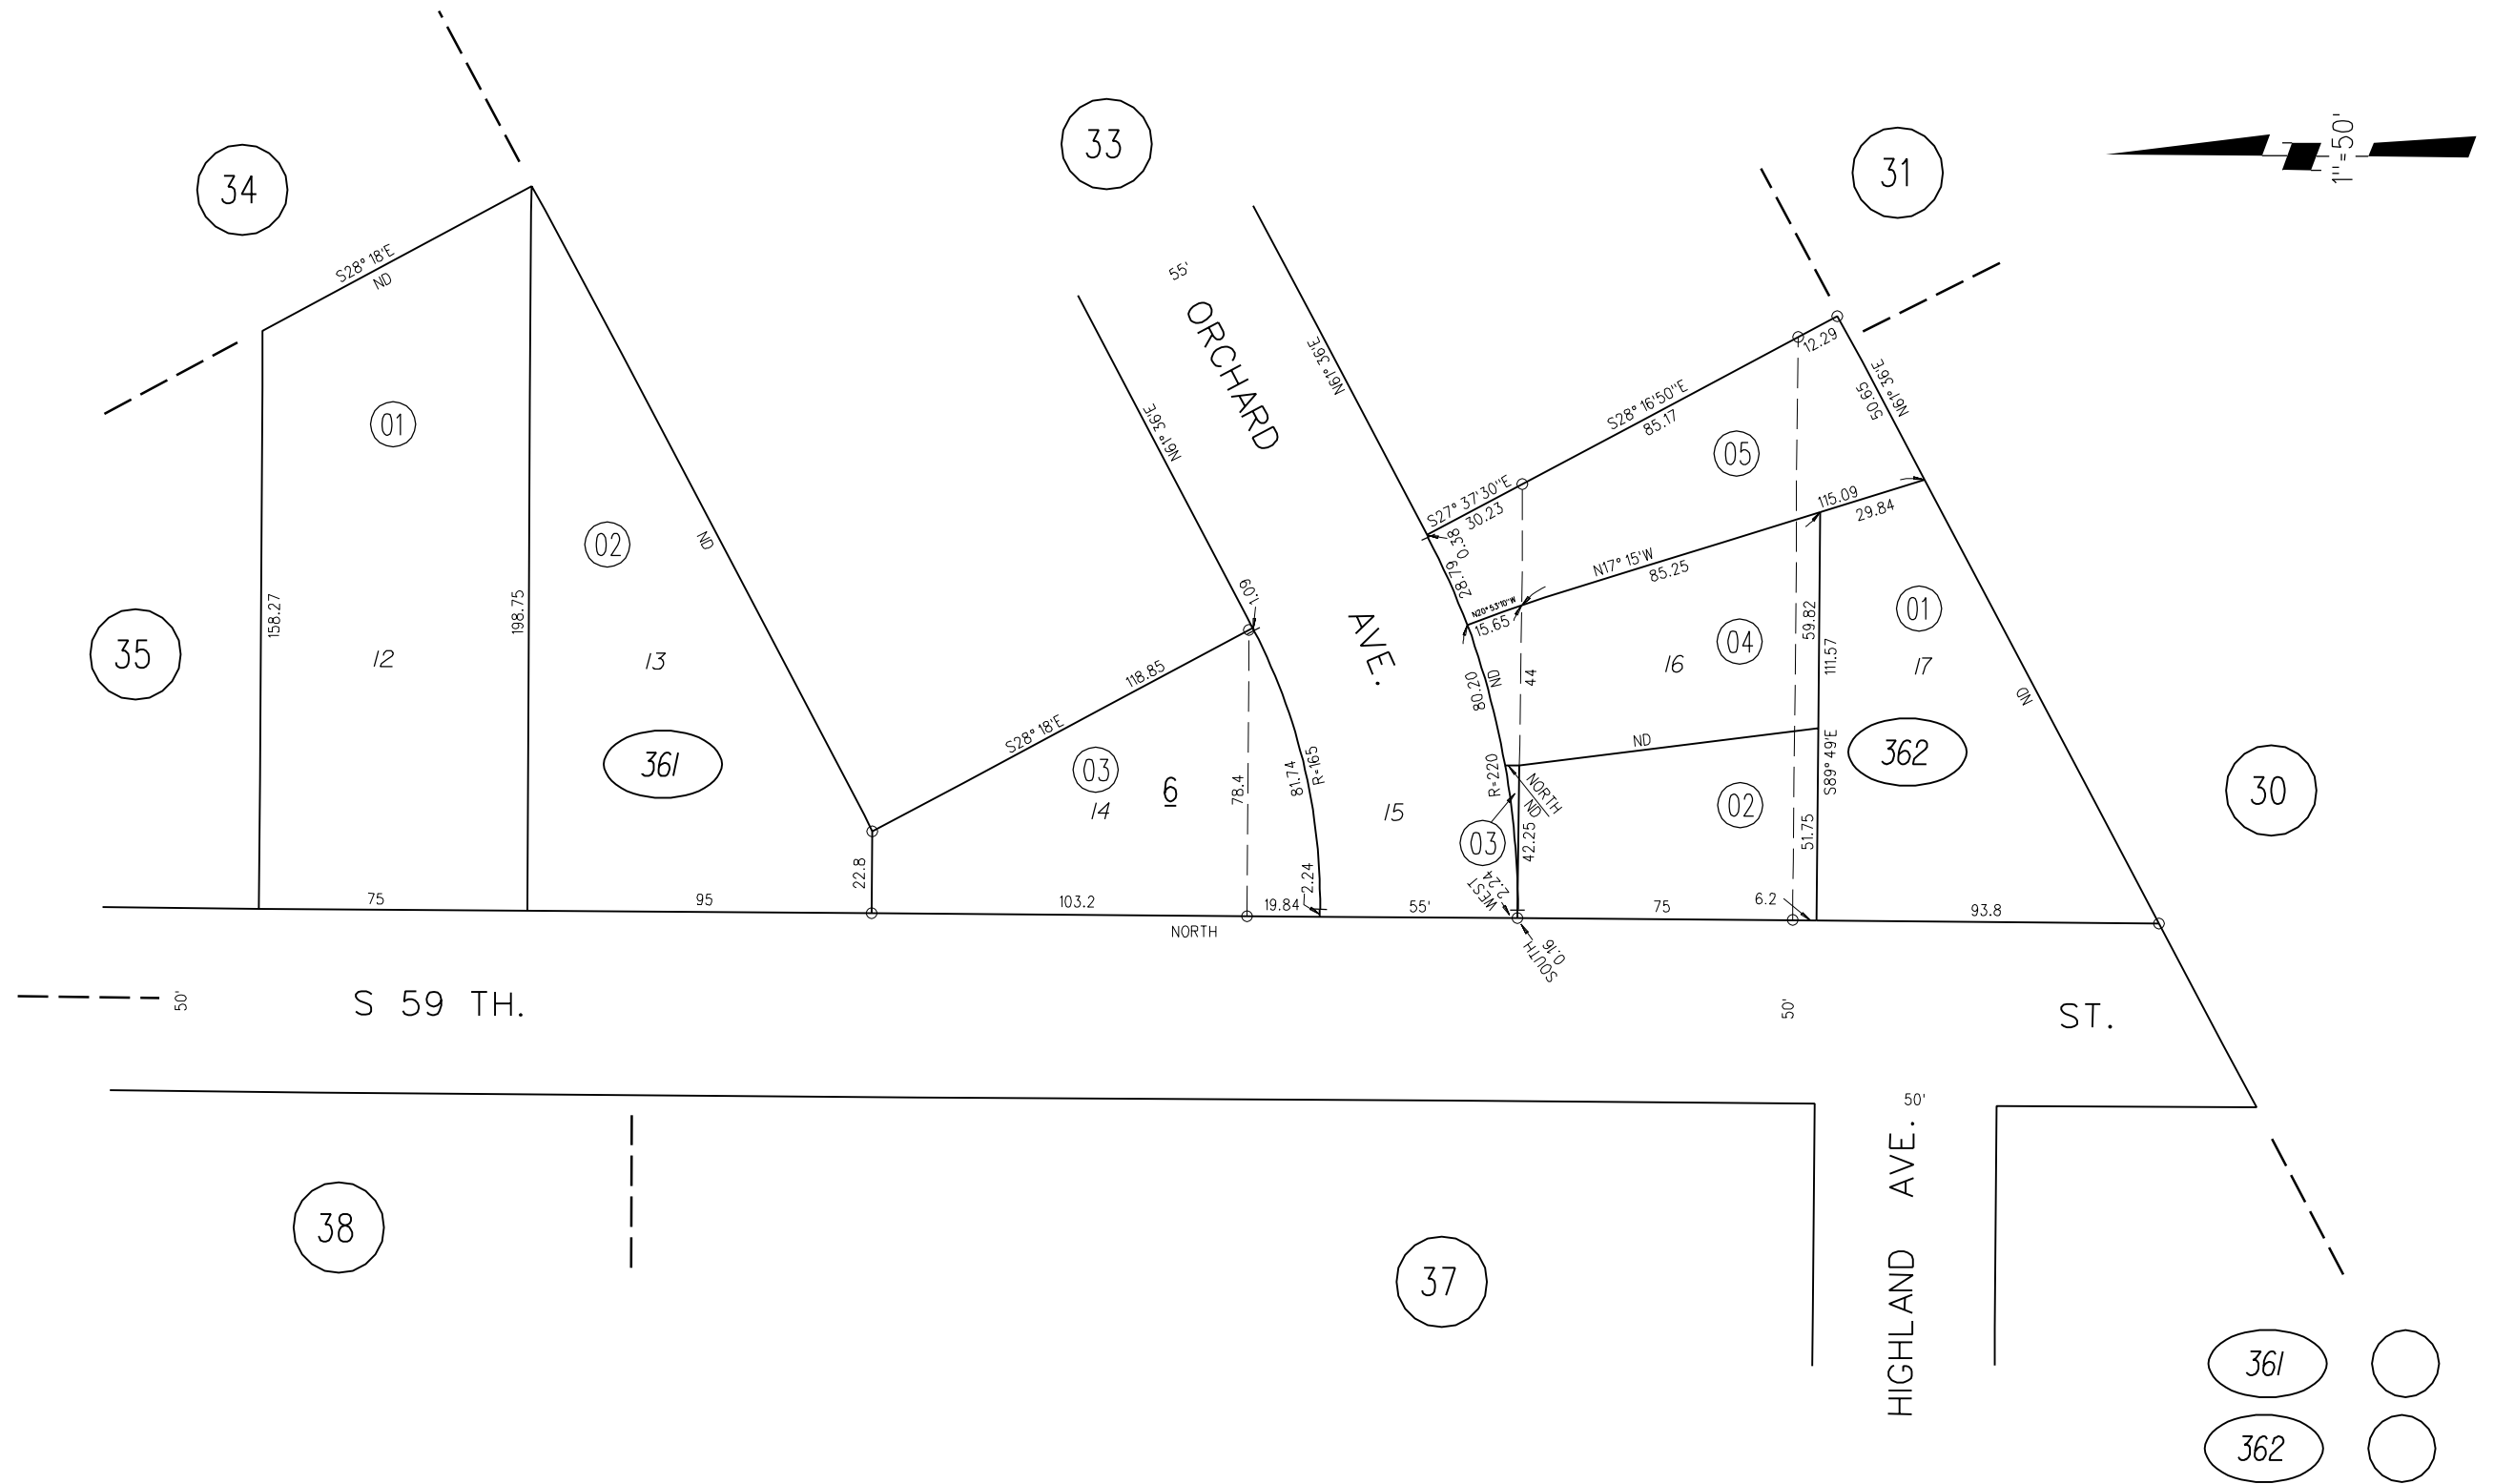 34
33
31
1"=50'
S28° 18'E
ND
55'
ORCHARD
AVE.
N61° 36'E
N61° 36'E
12.29
N61° 36'E
50.65
S28° 16'50"E
85.17
S27° 37'30"E
30.23
0.38
28.79
01
02
05
115.09
29.84
N17° 15'W
85.25
N20° 53'10"W
15.65
35
158.27
198.75
12
13
ND
1.09
118.85
S28° 18'E
361
03
14
6
78.4
81.74
R=165
15
80.20
ND
44
R=220
16
04
59.82
111.57
01
17
ND
362
S89° 49'E
ND
NORTH
ND
03
42.25
02
51.75
30
22.8
2.24
2.24
WEST
75
95
103.2
19.84
55'
75
6.2
93.8
NORTH
0.16
SOUTH
50'
S 59 TH.
50'
ST.
50'
HIGHLAND AVE.
38
37
361
362